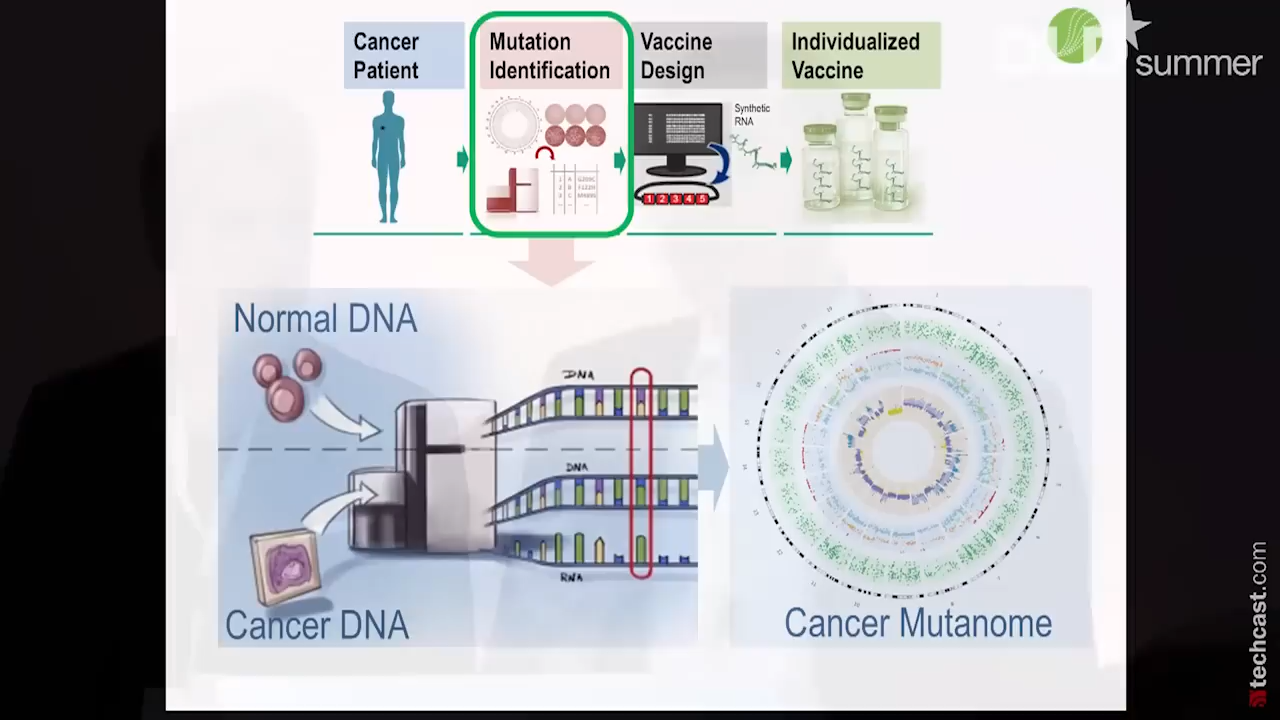 Cancer
Patient
Mutation
Identification
Vaccine
Design
Individualized
Vaccine
Synthetic
RNA
1 2 3 4 5
summer
Normal DNA
DNA
DNA
RNA
Cancer DNA
Cancer Mutanome
techcast.com